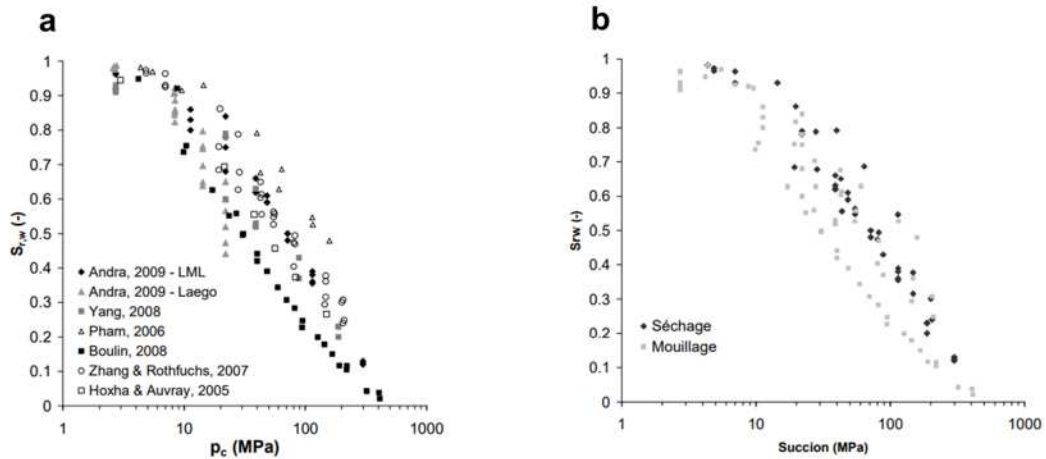 a
1
0.9
0.8
0.7
0.6
0.5
0.4
0.3
0.2
0.1
0
S_r,w (-)
Andra, 2009 - LML
Andra, 2009 - Laego
Yang, 2008
Pham, 2006
Boulin, 2008
Zhang & Rothfuchs, 2007
Hoxha & Auvray, 2005
1 10 100 1000
p_c (MPa)
b
1
0.9
0.8
0.7
0.6
0.5
0.4
0.3
0.2
0.1
0
Srw (-)
Séchage
Mouillage
1 10 100 1000
Succion (MPa)